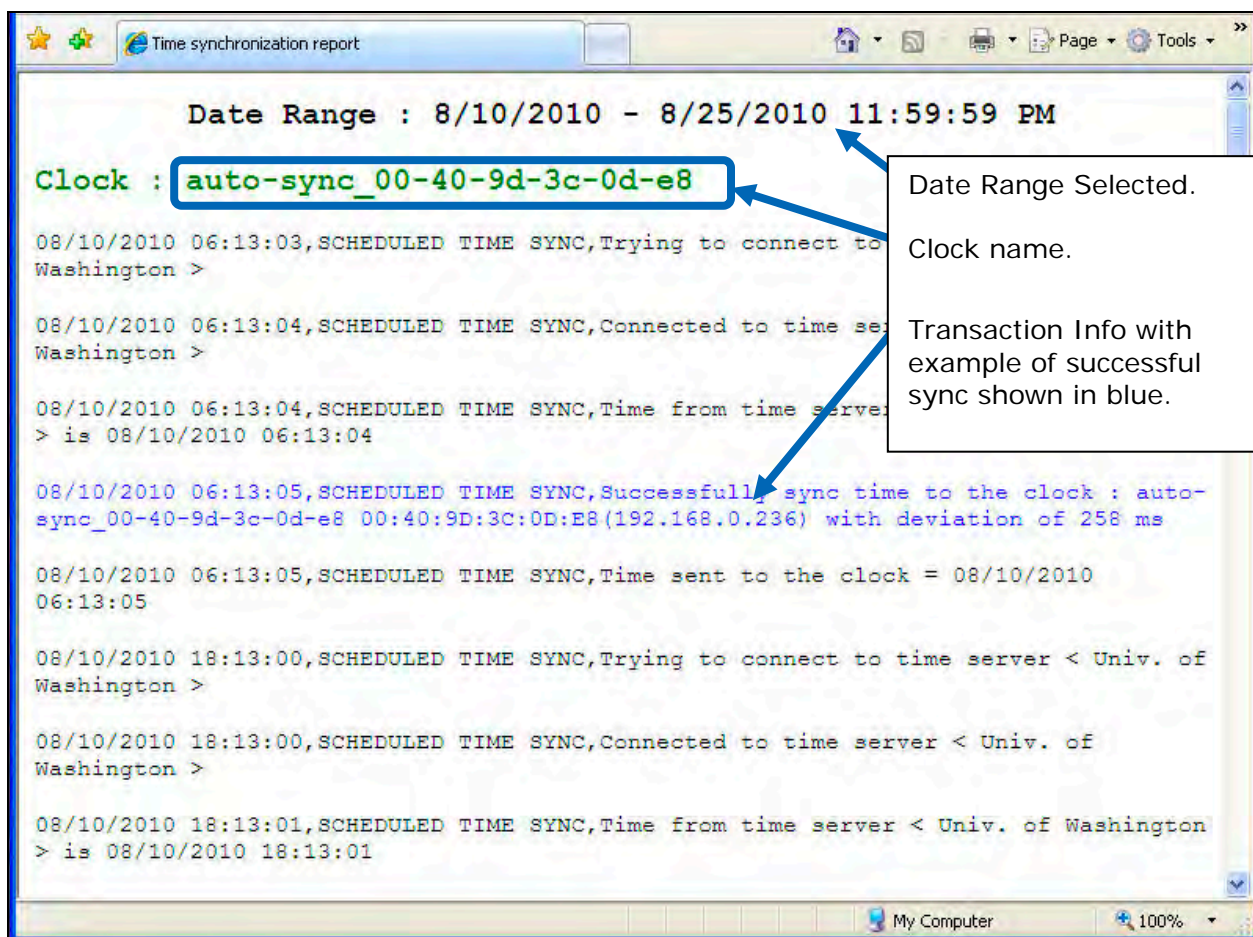 Time synchronization report
Page
Tools
»
Date Range : 8/10/2010 - 8/25/2010 11:59:59 PM
Clock : auto-sync_00-40-9d-3c-0d-e8
Date Range Selected.
Clock name.
Transaction Info with
example of successful
sync shown in blue.
08/10/2010 06:13:03,SCHEDULED TIME SYNC,Trying to connect to
Washington >
08/10/2010 06:13:04,SCHEDULED TIME SYNC,Connected to time
Washington >
08/10/2010 06:13:04,SCHEDULED TIME SYNC,Time from time server
> is 08/10/2010 06:13:04
08/10/2010 06:13:05,SCHEDULED TIME SYNC,Successfully sync time to the clock : auto-
sync_00-40-9d-3c-0d-e8 00:40:9D:3C:0D:E8(192.168.0.236) with deviation of 258 ms
08/10/2010 06:13:05,SCHEDULED TIME SYNC,Time sent to the clock = 08/10/2010
06:13:05
08/10/2010 18:13:00,SCHEDULED TIME SYNC,Trying to connect to time server < Univ. of
Washington >
08/10/2010 18:13:00,SCHEDULED TIME SYNC,Connected to time server < Univ. of
Washington >
08/10/2010 18:13:01,SCHEDULED TIME SYNC,Time from time server < Univ. of Washington
> is 08/10/2010 18:13:01
My Computer
100%